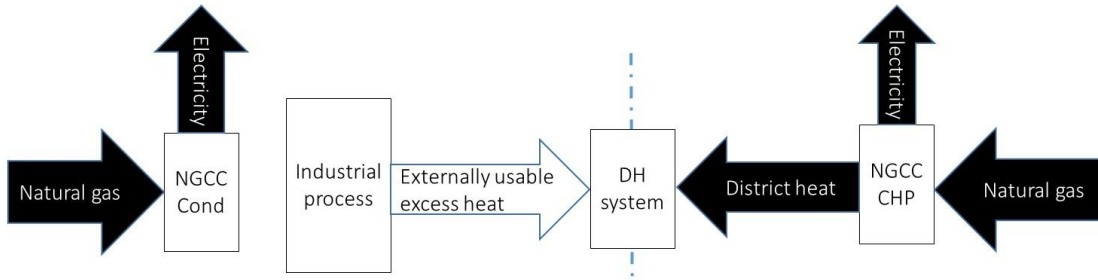 Electricity
Natural gas
NGCC
Cond
Industrial
process
Externally usable
excess heat
DH
system
District heat
Electricity
NGCC
CHP
Natural gas